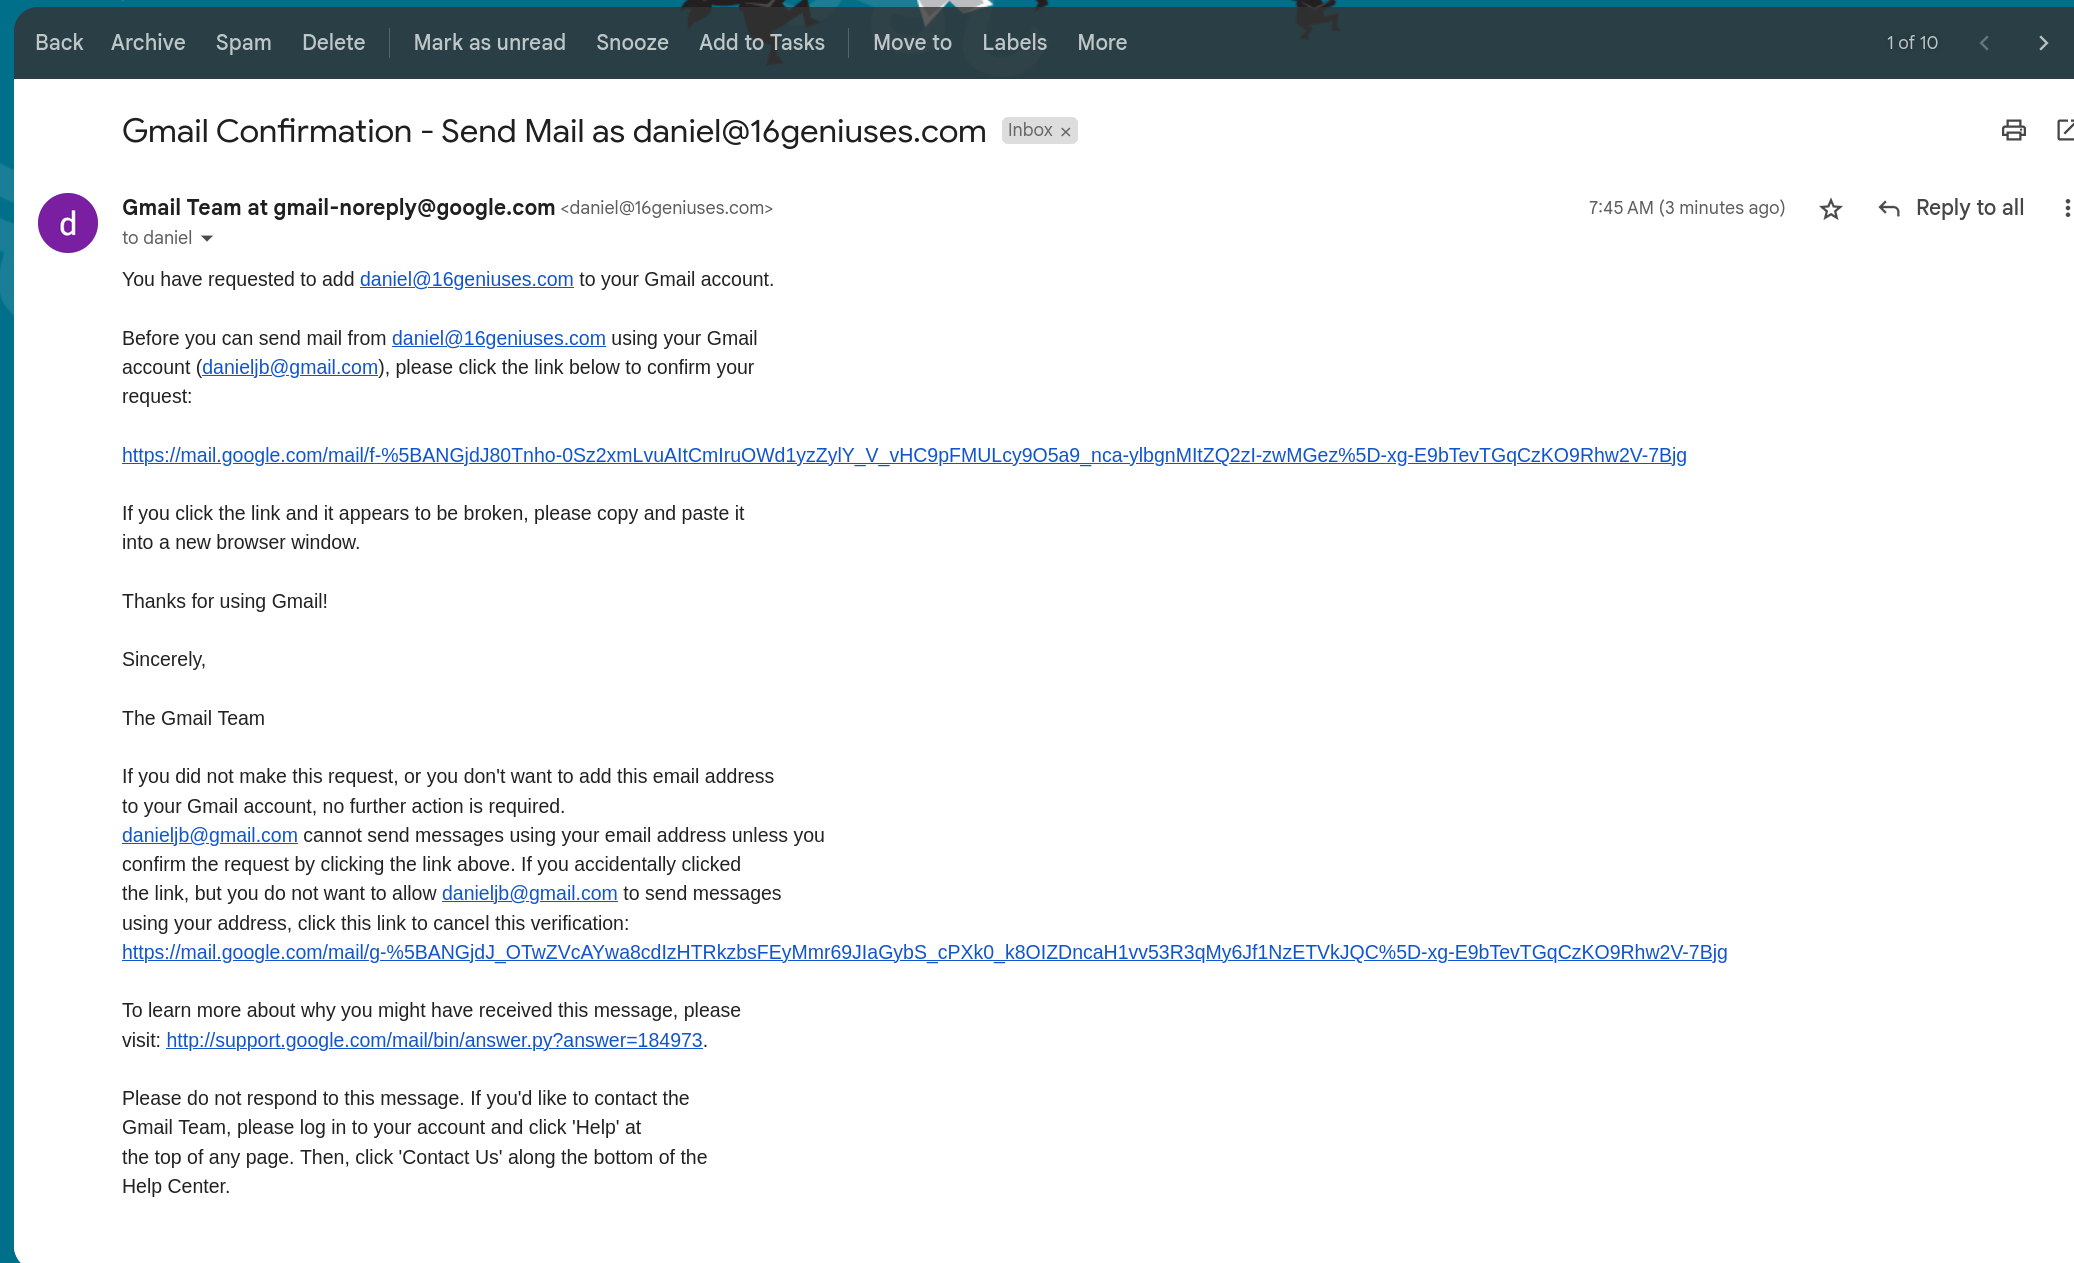 Back Archive Spam Delete Mark as unread Snooze Add to Tasks Move to Labels More 1 of 10
Gmail Confirmation - Send Mail as daniel@16geniuses.com Inbox ×
d
Gmail Team at gmail-noreply@google.com <daniel@16geniuses.com> 7:45 AM (3 minutes ago) Reply to all
to daniel
You have requested to add daniel@16geniuses.com to your Gmail account.
Before you can send mail from daniel@16geniuses.com using your Gmail
account (danieljb@gmail.com), please click the link below to confirm your
request:
https://mail.google.com/mail/f-%5BANGjdJ80Tnho-0Sz2xmLvuAItCmIruOWd1yzZylY_V_vHC9pFMULcy9O5a9_nca-ylbgnMItZQ2zI-zwMGez%5D-xg-E9bTevTGqCzKO9Rhw2V-7Bjg
If you click the link and it appears to be broken, please copy and paste it
into a new browser window.
Thanks for using Gmail!
Sincerely,
The Gmail Team
If you did not make this request, or you don't want to add this email address
to your Gmail account, no further action is required.
danieljb@gmail.com cannot send messages using your email address unless you
confirm the request by clicking the link above. If you accidentally clicked
the link, but you do not want to allow danieljb@gmail.com to send messages
using your address, click this link to cancel this verification:
https://mail.google.com/mail/g-%5BANGjdJ_OTwZVcAYwa8cdIzHTRkzbsFEyMmr69JIaGybS_cPXk0_k8OIZDncaH1vv53R3qMy6Jf1NzETVkJQC%5D-xg-E9bTevTGqCzKO9Rhw2V-7Bjg
To learn more about why you might have received this message, please
visit: http://support.google.com/mail/bin/answer.py?answer=184973.
Please do not respond to this message. If you'd like to contact the
Gmail Team, please log in to your account and click 'Help' at
the top of any page. Then, click 'Contact Us' along the bottom of the
Help Center.